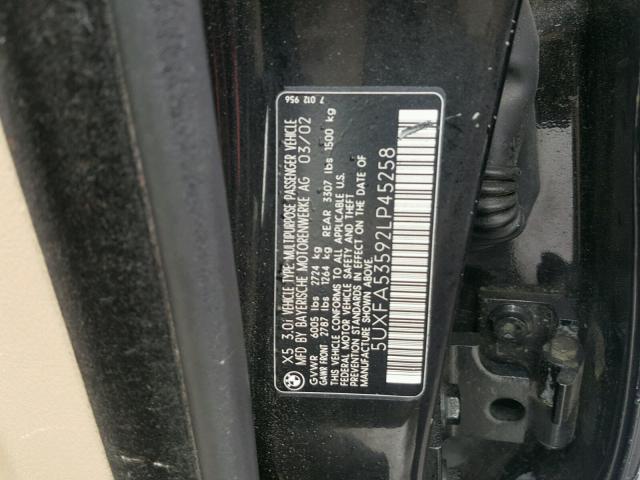 X5 3.0i VEHICLE TYPE: MULTIPURPOSE PASSENGER VEHICLE
MFD BY BAYERISCHE MOTORENWERKE AG 03/02
GVWR 6005 lbs 2724 kg
GAWR FRONT 2787 lbs 1264 kg REAR 3307 lbs 1500 kg
THIS VEHICLE CONFORMS TO ALL APPLICABLE U.S.
FEDERAL MOTOR VEHICLE SAFETY AND THEFT
PREVENTION STANDARDS IN EFFECT ON THE DATE OF
MANUFACTURE SHOWN ABOVE.
5UXFA53592LP45258
7 012 956